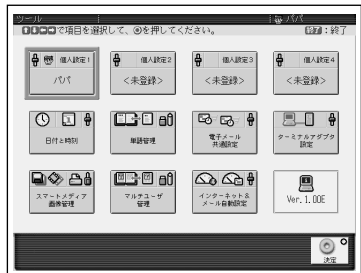 ツール
パパ
で項目を選択して、◎を押してください。
終了:終了
個人設定1
パパ
個人設定2
<未登録>
個人設定3
<未登録>
個人設定4
<未登録>
日付と時刻
単語管理
電子メール
共通設定
ターミナルアダプタ
設定
スマートメディア
画像管理
マルチユーザ
管理
インターネット&
メール自動設定
Ver. 1.00E
決定